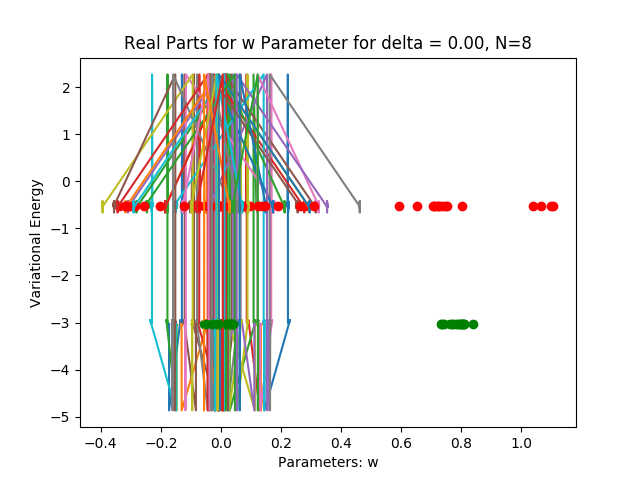 Real Parts for w Parameter for delta = 0.00, N=8
2
1
0
−1
−2
−3
−4
−5
Variational Energy
−0.4 −0.2 0.0 0.2 0.4 0.6 0.8 1.0
Parameters: w